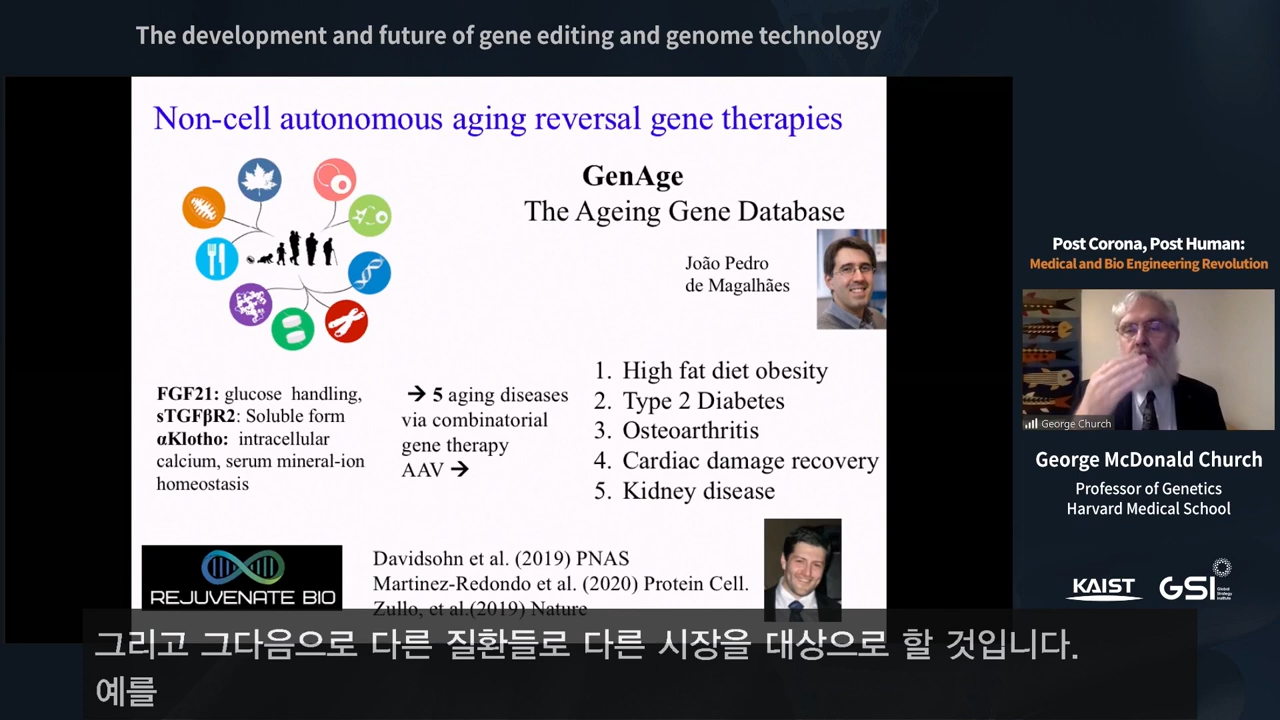 The development and future of gene editing and genome technology
Non-cell autonomous aging reversal gene therapies
GenAge
The Ageing Gene Database
João Pedro
de Magalhães
FGF21: glucose handling,
sTGFβR2: Soluble form
αKlotho: intracellular
calcium, serum mineral-ion
homeostasis
→ 5 aging diseases
via combinatorial
gene therapy
AAV →
1. High fat diet obesity
2. Type 2 Diabetes
3. Osteoarthritis
4. Cardiac damage recovery
5. Kidney disease
REJUVENATE BIO
Davidsohn et al. (2019) PNAS
Martinez-Redondo et al. (2020) Protein Cell.
Zullo, et al.(2019) Nature
Post Corona, Post Human:
Medical and Bio Engineering Revolution
George Church
George McDonald Church
Professor of Genetics
Harvard Medical School
KAIST
GSI
Global
Strategy
Institute
그리고 그다음으로 다른 질환들로 다른 시장을 대상으로 할 것입니다.
예를